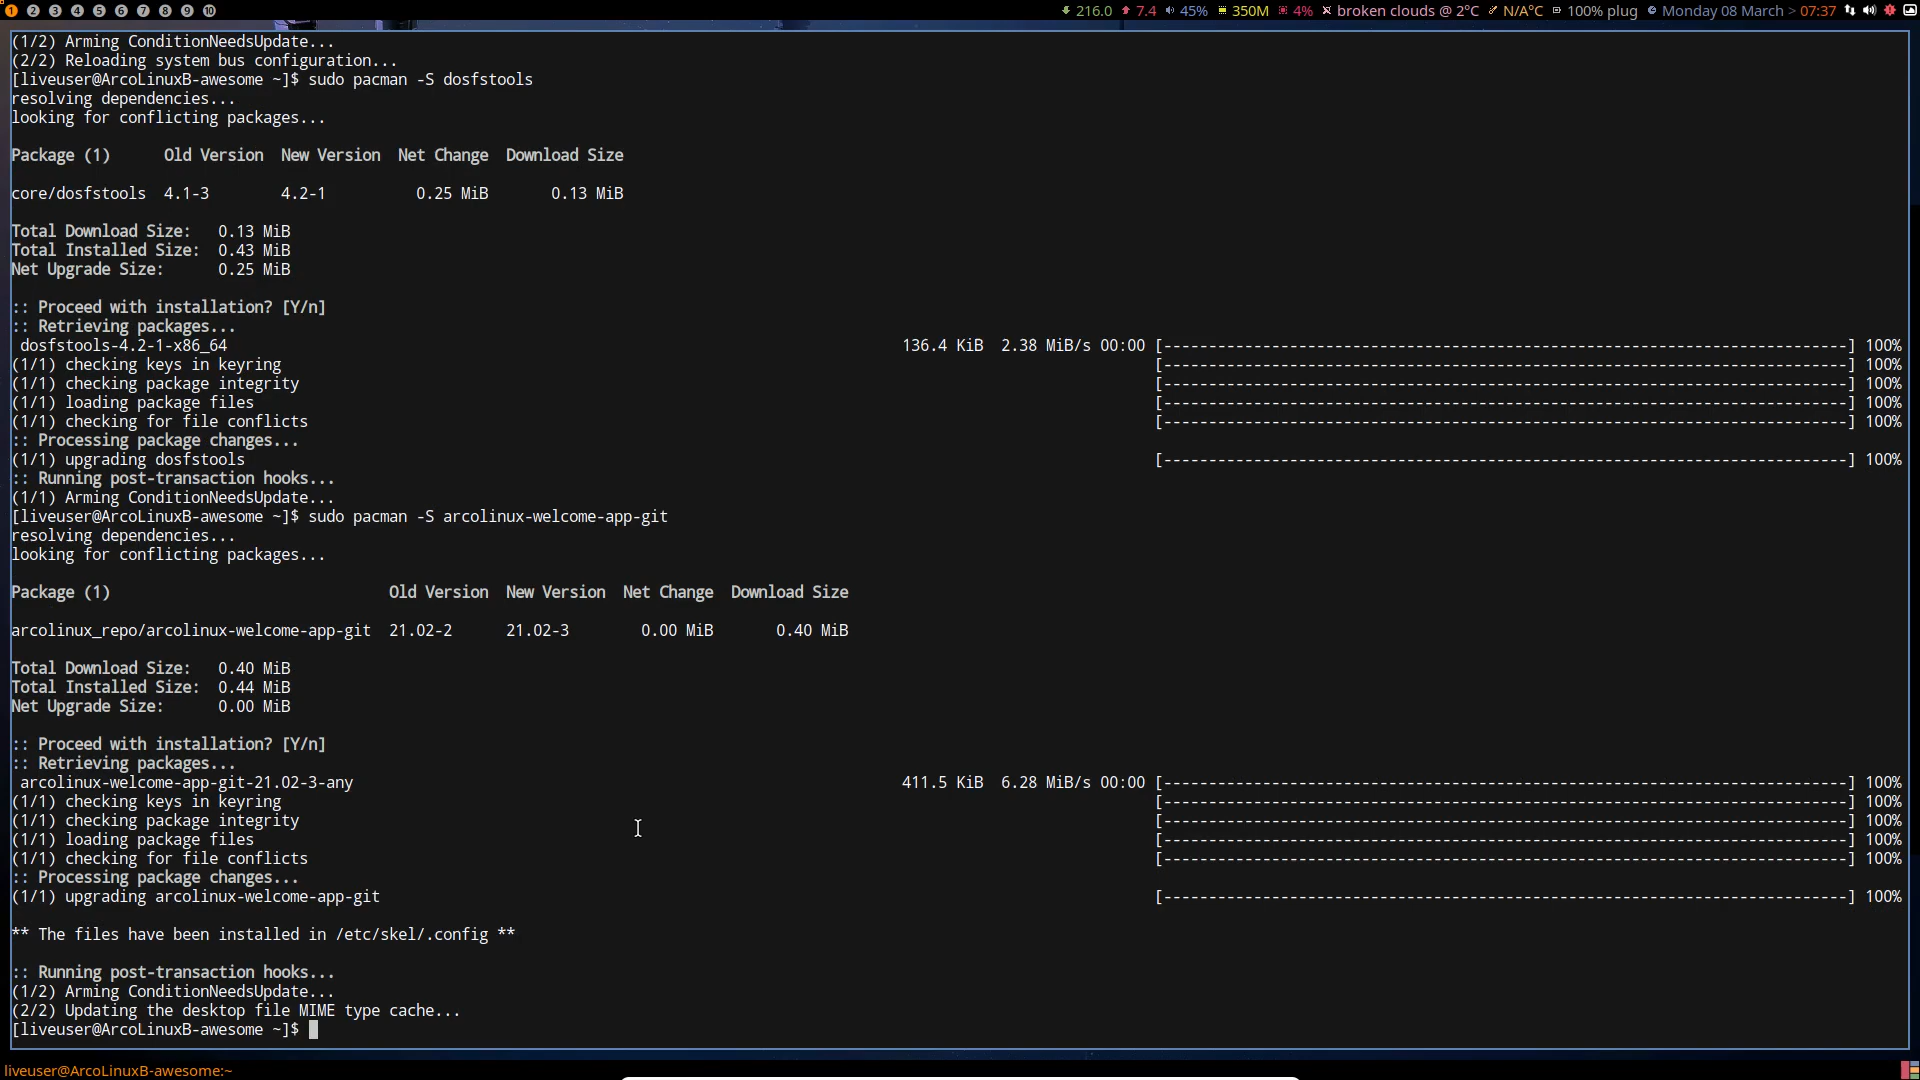 1 2 3 4 5 6 7 8 9 10 216.0 7.4 45% 350M 4% broken clouds @ 2°C N/A°C 100% plug Monday 08 March > 07:37
(1/2) Arming ConditionNeedsUpdate...
(2/2) Reloading system bus configuration...
[liveuser@ArcoLinuxB-awesome ~]$ sudo pacman -S dosfstools
resolving dependencies...
looking for conflicting packages...
Package (1) Old Version New Version Net Change Download Size
core/dosfstools 4.1-3 4.2-1 0.25 MiB 0.13 MiB
Total Download Size: 0.13 MiB
Total Installed Size: 0.43 MiB
Net Upgrade Size: 0.25 MiB
:: Proceed with installation? [Y/n]
:: Retrieving packages...
dosfstools-4.2-1-x86_64 136.4 KiB 2.38 MiB/s 00:00 [----------------------------------------------------------------------------] 100%
(1/1) checking keys in keyring [----------------------------------------------------------------------------] 100%
(1/1) checking package integrity [----------------------------------------------------------------------------] 100%
(1/1) loading package files [----------------------------------------------------------------------------] 100%
(1/1) checking for file conflicts [----------------------------------------------------------------------------] 100%
:: Processing package changes...
(1/1) upgrading dosfstools [----------------------------------------------------------------------------] 100%
:: Running post-transaction hooks...
(1/1) Arming ConditionNeedsUpdate...
[liveuser@ArcoLinuxB-awesome ~]$ sudo pacman -S arcolinux-welcome-app-git
resolving dependencies...
looking for conflicting packages...
Package (1) Old Version New Version Net Change Download Size
arcolinux_repo/arcolinux-welcome-app-git 21.02-2 21.02-3 0.00 MiB 0.40 MiB
Total Download Size: 0.40 MiB
Total Installed Size: 0.44 MiB
Net Upgrade Size: 0.00 MiB
:: Proceed with installation? [Y/n]
:: Retrieving packages...
arcolinux-welcome-app-git-21.02-3-any 411.5 KiB 6.28 MiB/s 00:00 [----------------------------------------------------------------------------] 100%
(1/1) checking keys in keyring [----------------------------------------------------------------------------] 100%
(1/1) checking package integrity [----------------------------------------------------------------------------] 100%
(1/1) loading package files [----------------------------------------------------------------------------] 100%
(1/1) checking for file conflicts [----------------------------------------------------------------------------] 100%
:: Processing package changes...
(1/1) upgrading arcolinux-welcome-app-git [----------------------------------------------------------------------------] 100%
** The files have been installed in /etc/skel/.config **
:: Running post-transaction hooks...
(1/2) Arming ConditionNeedsUpdate...
(2/2) Updating the desktop file MIME type cache...
[liveuser@ArcoLinuxB-awesome ~]$
liveuser@ArcoLinuxB-awesome:~